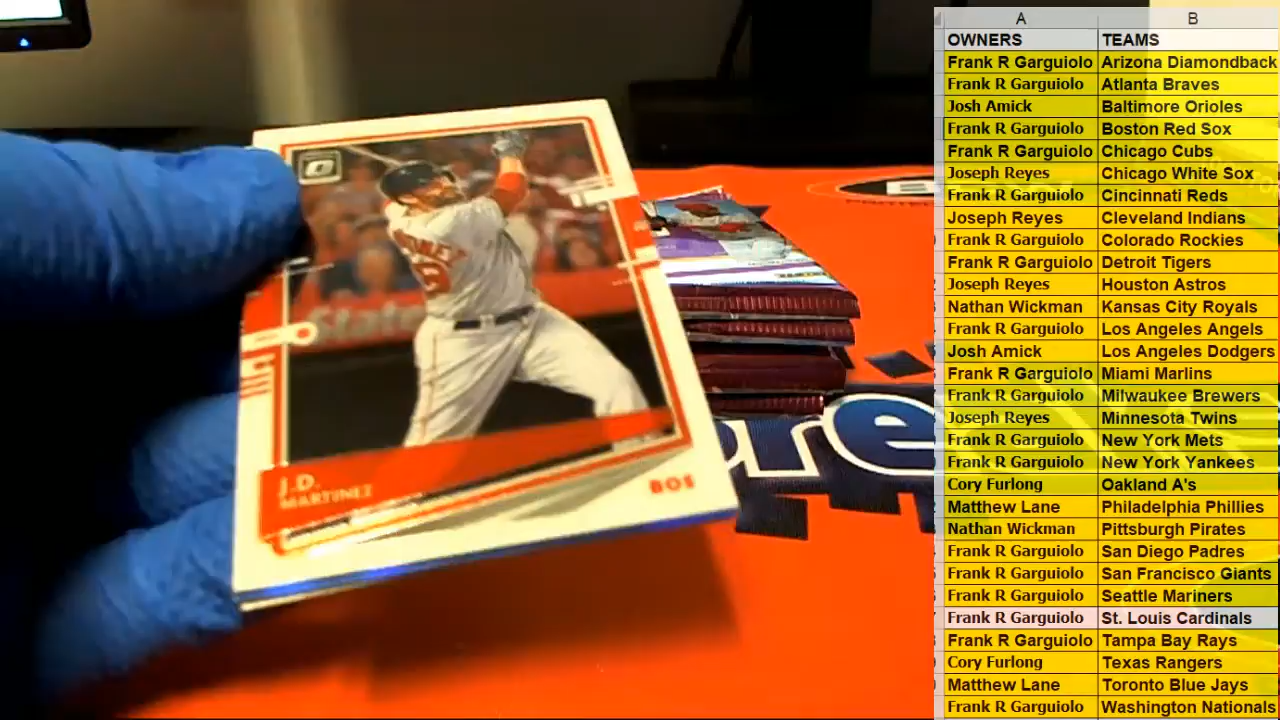 J.D.
MARTINEZ
BOS
State
re
A B
OWNERS TEAMS
Frank R Garguiolo Arizona Diamondback
Frank R Garguiolo Atlanta Braves
Josh Amick Baltimore Orioles
Frank R Garguiolo Boston Red Sox
Frank R Garguiolo Chicago Cubs
Joseph Reyes Chicago White Sox
Frank R Garguiolo Cincinnati Reds
Joseph Reyes Cleveland Indians
Frank R Garguiolo Colorado Rockies
Frank R Garguiolo Detroit Tigers
Joseph Reyes Houston Astros
Nathan Wickman Kansas City Royals
Frank R Garguiolo Los Angeles Angels
Josh Amick Los Angeles Dodgers
Frank R Garguiolo Miami Marlins
Frank R Garguiolo Milwaukee Brewers
Joseph Reyes Minnesota Twins
Frank R Garguiolo New York Mets
Frank R Garguiolo New York Yankees
Cory Furlong Oakland A's
Matthew Lane Philadelphia Phillies
Nathan Wickman Pittsburgh Pirates
Frank R Garguiolo San Diego Padres
Frank R Garguiolo San Francisco Giants
Frank R Garguiolo Seattle Mariners
Frank R Garguiolo St. Louis Cardinals
Frank R Garguiolo Tampa Bay Rays
Cory Furlong Texas Rangers
Matthew Lane Toronto Blue Jays
Frank R Garguiolo Washington Nationals